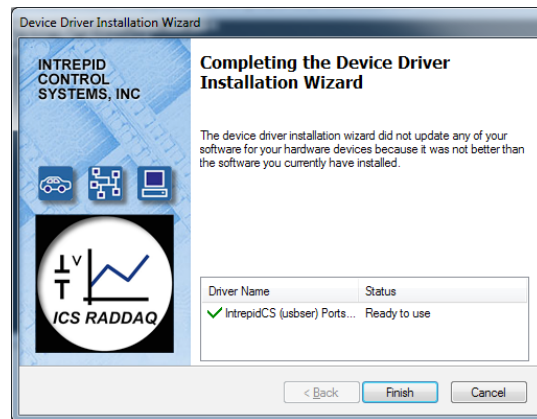 Device Driver Installation Wizard
INTREPID
CONTROL
SYSTEMS, INC
Completing the Device Driver
Installation Wizard
The device driver installation wizard did not update any of your
software for your hardware devices because it was not better than
the software you currently have installed.
V
ICS RADDAQ
Driver Name Status
IntrepidCS (usbser) Ports... Ready to use
< Back Finish Cancel